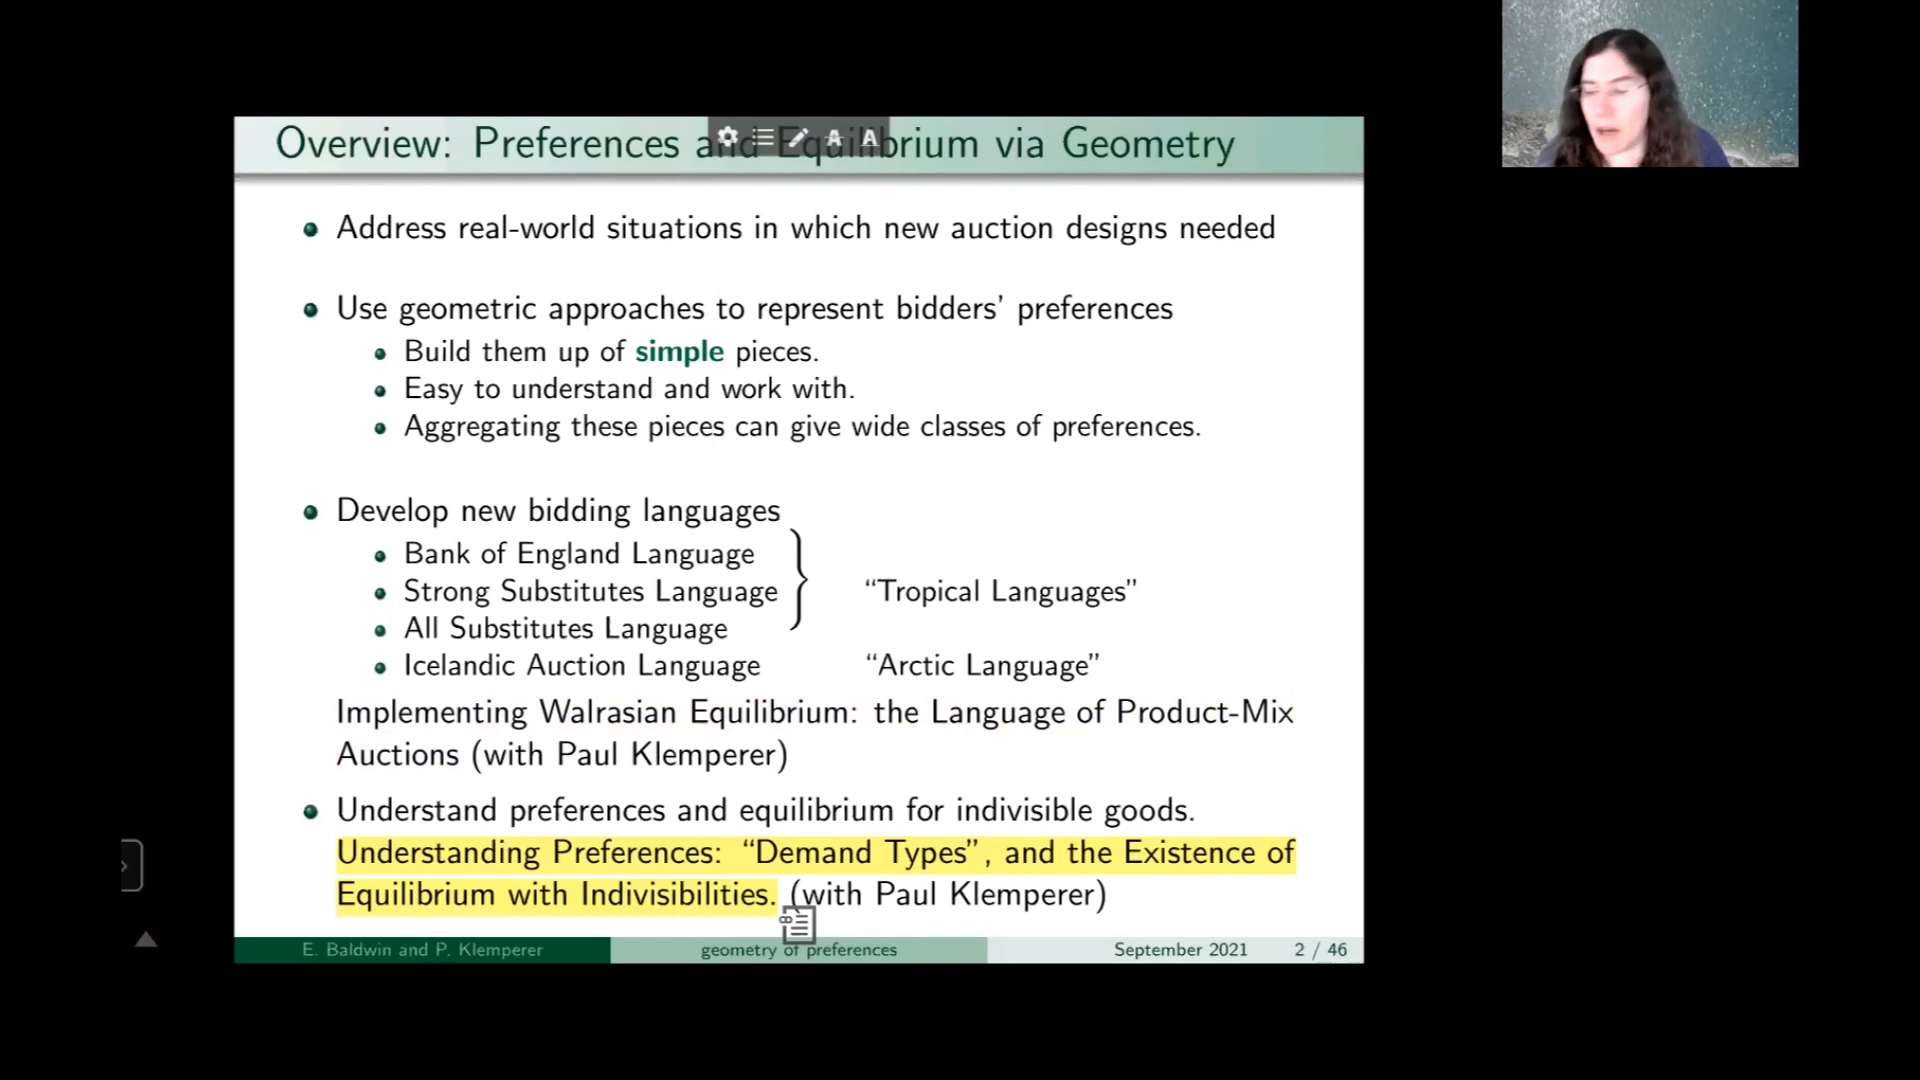 Overview: Preferences and Equilibrium via Geometry
Address real-world situations in which new auction designs needed
Use geometric approaches to represent bidders' preferences
Build them up of simple pieces.
Easy to understand and work with.
Aggregating these pieces can give wide classes of preferences.
Develop new bidding languages
Bank of England Language
Strong Substitutes Language “Tropical Languages”
All Substitutes Language
Icelandic Auction Language “Arctic Language”
Implementing Walrasian Equilibrium: the Language of Product-Mix
Auctions (with Paul Klemperer)
Understand preferences and equilibrium for indivisible goods.
Understanding Preferences: “Demand Types”, and the Existence of
Equilibrium with Indivisibilities. (with Paul Klemperer)
E. Baldwin and P. Klemperer geometry of preferences September 2021 2 / 46